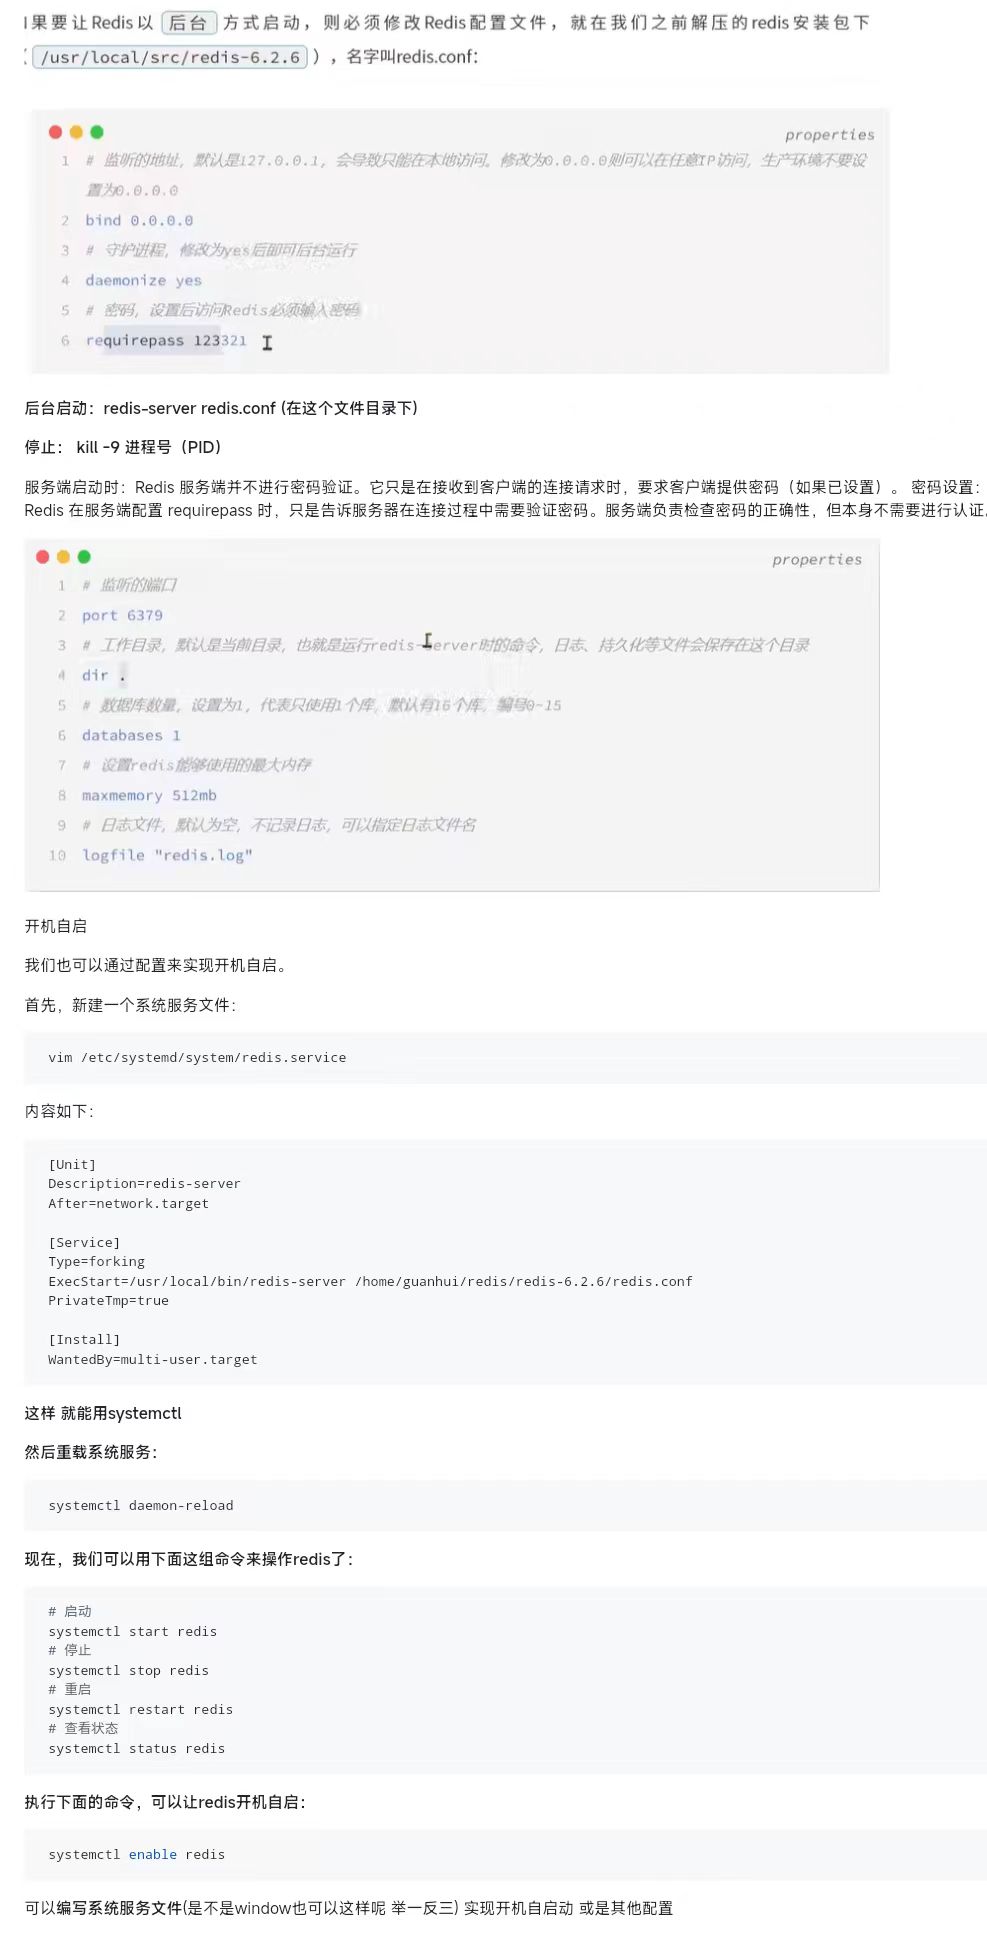 果要让Redis以 后台 方式启动，则必须修改Redis配置文件，就在我们之前解压的redis安装包下
（ /usr/local/src/redis-6.2.6 ），名字叫redis.conf：
properties
1 # 监听的地址，默认是127.0.0.1，会导致只能在本地访问。修改为0.0.0.0则可以在任意IP访问，生产环境不要设
置为0.0.0.0
2 bind 0.0.0.0
3 # 守护进程，修改为yes后即可后台运行
4 daemonize yes
5 # 密码，设置后访问Redis必须输入密码
6 requirepass 123321
后台启动：redis-server redis.conf (在这个文件目录下)
停止： kill -9 进程号（PID）
服务端启动时：Redis 服务端并不进行密码验证。它只是在接收到客户端的连接请求时，要求客户端提供密码（如果已设置）。 密码设置：
Redis 在服务端配置 requirepass 时，只是告诉服务器在连接过程中需要验证密码。服务端负责检查密码的正确性，但本身不需要进行认证。
properties
1 # 监听的端口
2 port 6379
3 # 工作目录，默认是当前目录，也就是运行redis-server时的命令，日志、持久化等文件会保存在这个目录
4 dir .
5 # 数据库数量，设置为1，代表只使用1个库，默认有16个库，编号0~15
6 databases 1
7 # 设置redis能够使用的最大内存
8 maxmemory 512mb
9 # 日志文件，默认为空，不记录日志，可以指定日志文件名
10 logfile "redis.log"
开机自启
我们也可以通过配置来实现开机自启。
首先，新建一个系统服务文件：
vim /etc/systemd/system/redis.service
内容如下：
[Unit]
Description=redis-server
After=network.target
[Service]
Type=forking
ExecStart=/usr/local/bin/redis-server /home/guanhui/redis/redis-6.2.6/redis.conf
PrivateTmp=true
[Install]
WantedBy=multi-user.target
这样 就能用systemctl
然后重载系统服务：
systemctl daemon-reload
现在，我们可以用下面这组命令来操作redis了：
# 启动
systemctl start redis
# 停止
systemctl stop redis
# 重启
systemctl restart redis
# 查看状态
systemctl status redis
执行下面的命令，可以让redis开机自启：
systemctl enable redis
可以编写系统服务文件(是不是window也可以这样呢 举一反三) 实现开机自启动 或是其他配置